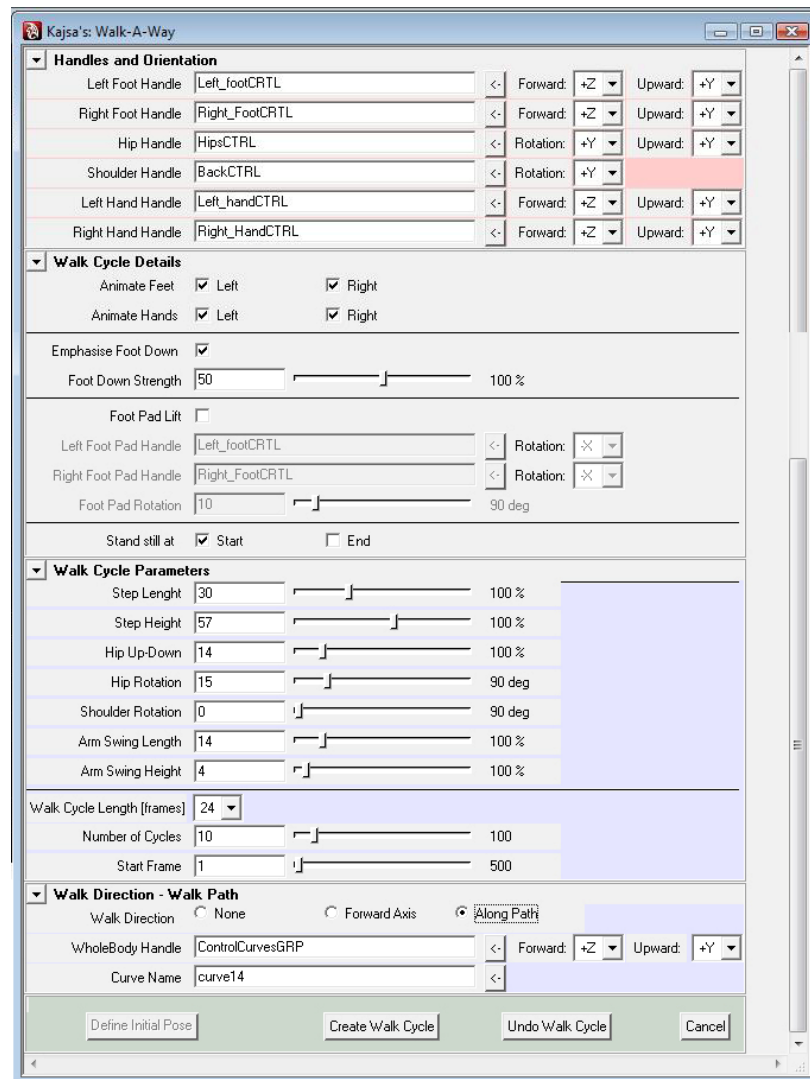 Kajsa's: Walk-A-Way
Handles and Orientation
Left Foot Handle Left_footCRTL <- Forward: +Z Upward: +Y
Right Foot Handle Right_FootCRTL <- Forward: +Z Upward: +Y
Hip Handle HipsCTRL <- Rotation: +Y Upward: +Y
Shoulder Handle BackCTRL <- Rotation: +Y
Left Hand Handle Left_handCTRL <- Forward: +Z Upward: +Y
Right Hand Handle Right_HandCTRL <- Forward: +Z Upward: +Y
Walk Cycle Details
Animate Feet Left Right
Animate Hands Left Right
Emphasise Foot Down
Foot Down Strength 50 100 %
Foot Pad Lift
Left Foot Pad Handle Left_footCRTL <- Rotation: -X
Right Foot Pad Handle Right_FootCRTL <- Rotation: -X
Foot Pad Rotation 10 90 deg
Stand still at Start End
Walk Cycle Parameters
Step Lenght 30 100 %
Step Height 57 100 %
Hip Up-Down 14 100 %
Hip Rotation 15 90 deg
Shoulder Rotation 0 90 deg
Arm Swing Length 14 100 %
Arm Swing Height 4 100 %
Walk Cycle Length [frames] 24
Number of Cycles 10 100
Start Frame 1 500
Walk Direction - Walk Path
Walk Direction None Forward Axis Along Path
WholeBody Handle ControlCurvesGRP <- Forward: +Z Upward: +Y
Curve Name curve14 <-
Define Initial Pose Create Walk Cycle Undo Walk Cycle Cancel